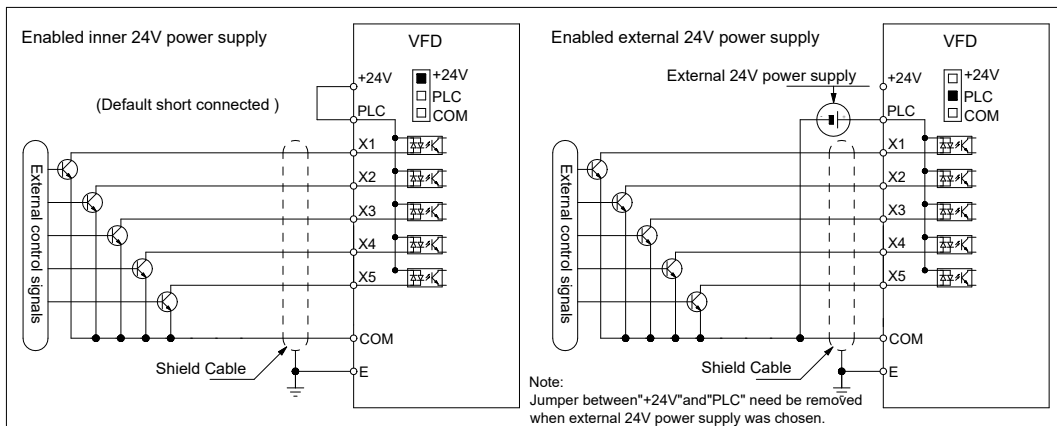 Enabled inner 24V power supply
VFD
+24V
PLC
COM
+24V
(Default short connected )
PLC
X1
X2
X3
X4
X5
External control signals
COM
Shield Cable
E
Enabled external 24V power supply
VFD
+24V
PLC
COM
External 24V power supply
+24V
PLC
X1
X2
X3
X4
X5
External control signals
COM
Shield Cable
E
Note:
Jumper between"+24V"and"PLC" need be removed
when external 24V power supply was chosen.